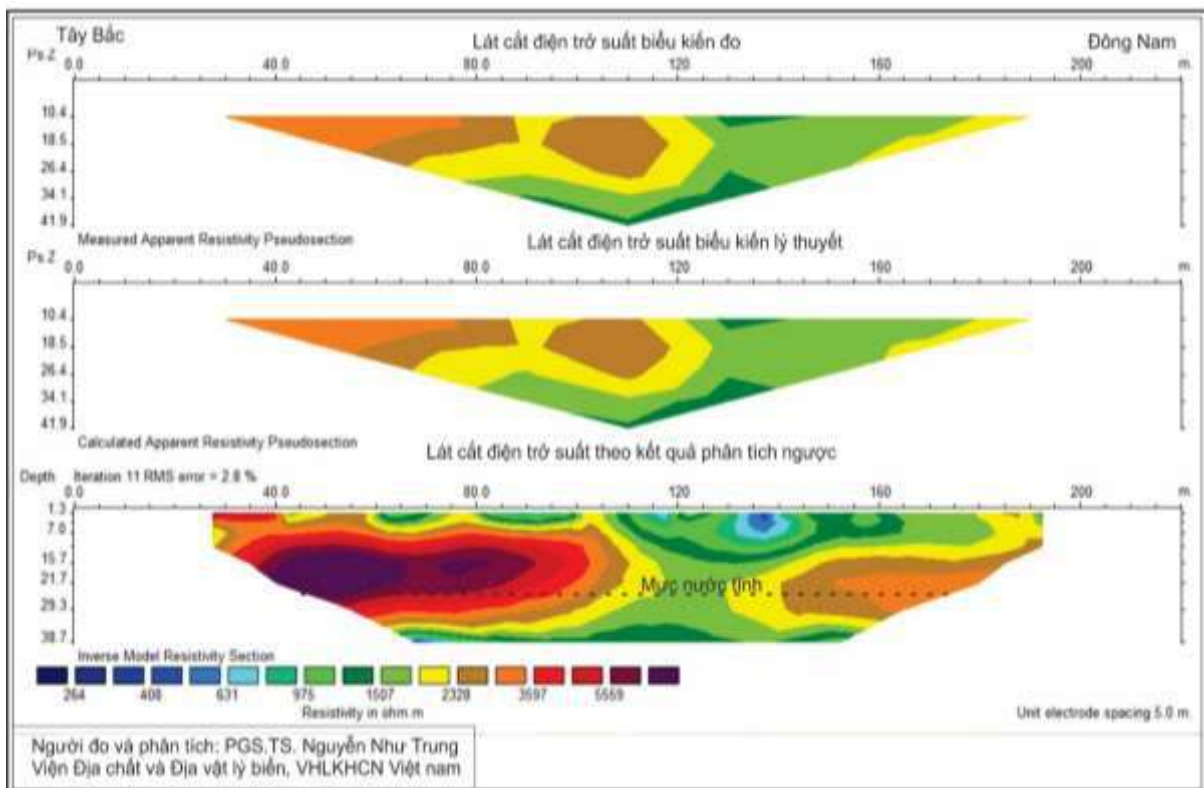 Tây Bắc
Lát cắt điện trở suất biểu kiến đo
Đông Nam
Ps.Z 0.0 40.0 80.0 120 160 200 m.
10.4
18.5
26.4
34.1
41.9
Measured Apparent Resistivity Pseudosection
Lát cắt điện trở suất biểu kiến lý thuyết
Ps.Z 0.0 40.0 80.0 120 160 200 m.
10.4
18.5
26.4
34.1
41.9
Calculated Apparent Resistivity Pseudosection
Lát cắt điện trở suất theo kết quả phân tích ngược
Depth Iteration 11 RMS error = 2.8 %
0.0 40.0 80.0 120 160 200 m.
1.3
7.0
15.7
21.7
29.3
38.7
Mực nước tĩnh
Inverse Model Resistivity Section
264 408 631 975 1507 2328 3597 5559
Resistivity in ohm.m
Unit electrode spacing 5.0 m.
Người đo và phân tích: PGS.TS. Nguyễn Như Trung
Viện Địa chất và Địa vật lý biển, VHLKHCN Việt nam